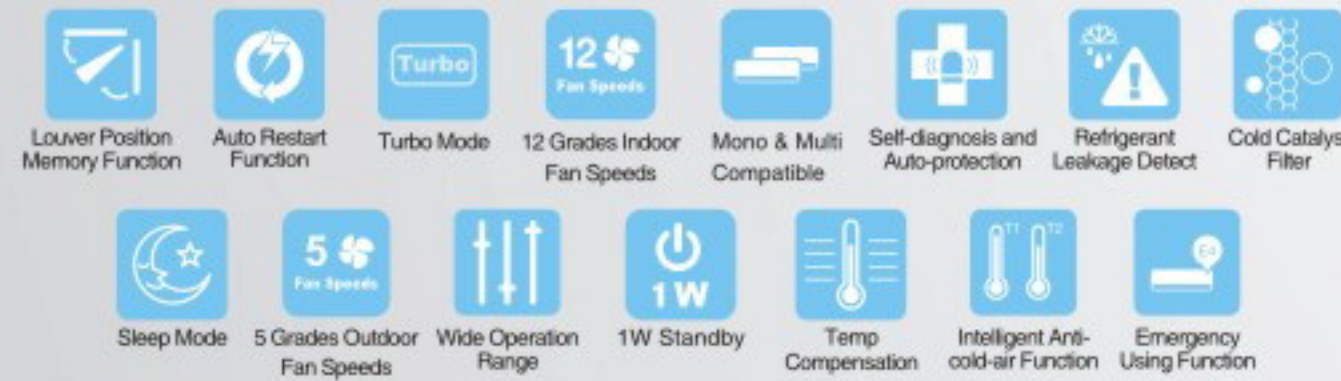 Turbo
12
Fan Speeds
Louver Position
Memory Function
Auto Restart
Function
Turbo Mode
12 Grades Indoor
Fan Speeds
Mono & Multi
Compatible
Self-diagnosis and
Auto-protection
Refrigerant
Leakage Detect
Cold Catalys
Filter
5
Fan Speeds
1W
T1
T2
E4
Sleep Mode
5 Grades Outdoor
Fan Speeds
Wide Operation
Range
1W Standby
Temp
Compensation
Intelligent Anti-
cold-air Function
Emergency
Using Function